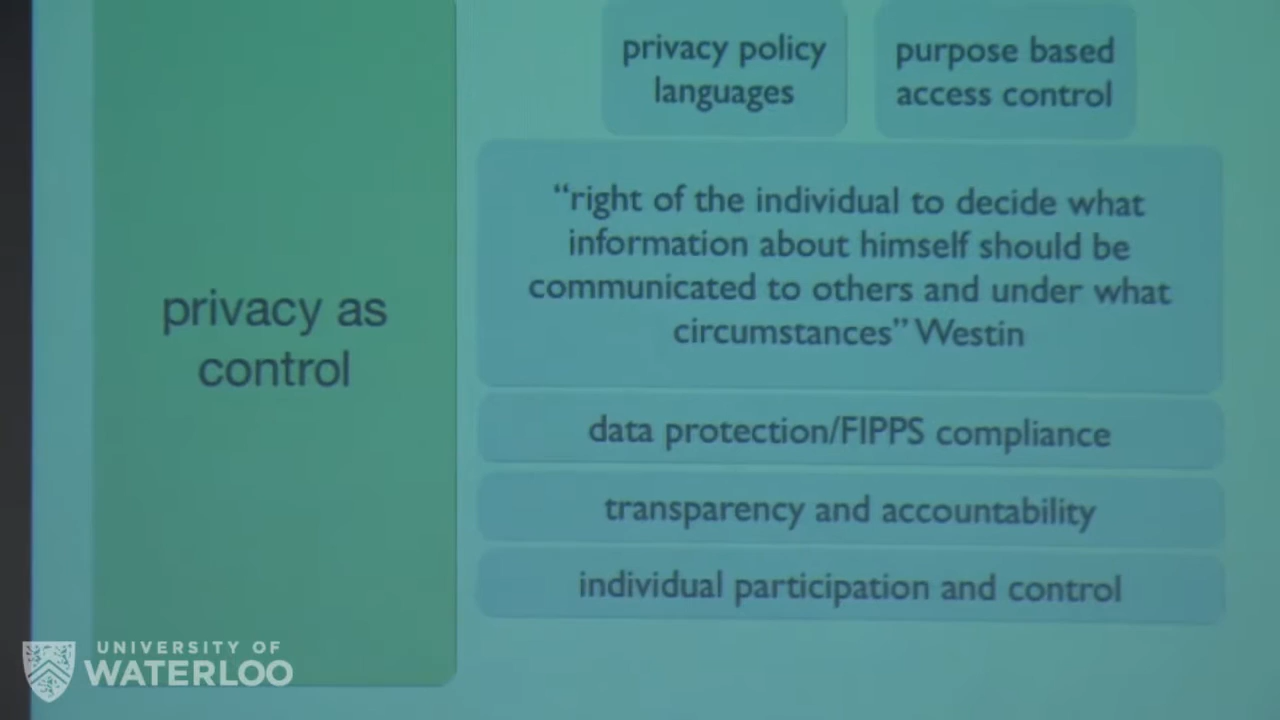 privacy policy
languages
purpose based
access control
privacy as
control
“right of the individual to decide what
information about himself should be
communicated to others and under what
circumstances” Westin
data protection/FIPPS compliance
transparency and accountability
individual participation and control
UNIVERSITY OF
WATERLOO